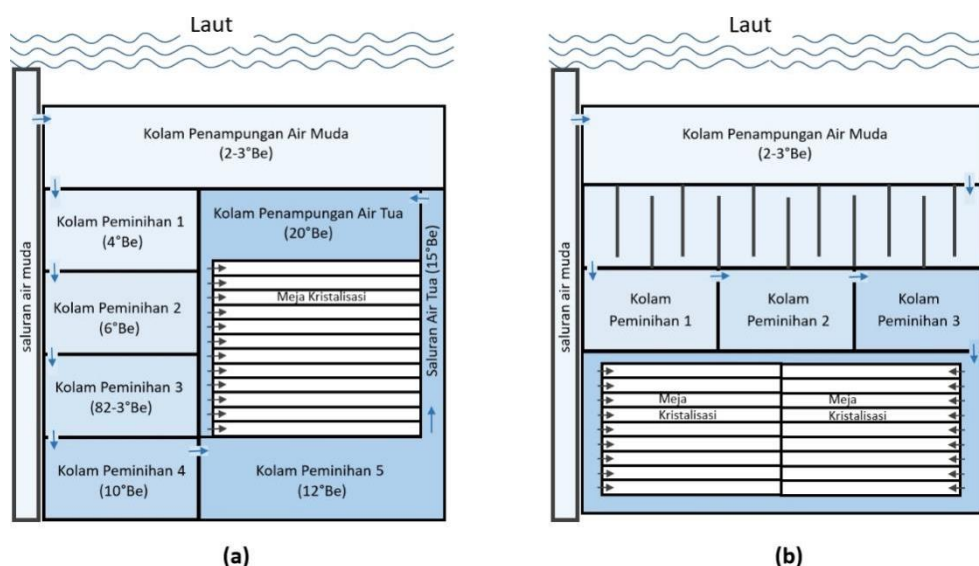 Laut
saluran air muda
Kolam Penampungan Air Muda
(2-3°Be)
Kolam Peminihan 1
(4°Be)
Kolam Peminihan 2
(6°Be)
Kolam Peminihan 3
(82-3°Be)
Kolam Peminihan 4
(10°Be)
Kolam Peminihan 5
(12°Be)
Saluran Air Tua (15°Be)
Kolam Penampungan Air Tua
(20°Be)
Meja Kristalisasi
(a)
Laut
saluran air muda
Kolam Penampungan Air Muda
(2-3°Be)
Kolam
Peminihan 1
Kolam
Peminihan 2
Kolam
Peminihan 3
Meja
Kristalisasi
Meja
Kristalisasi
(b)